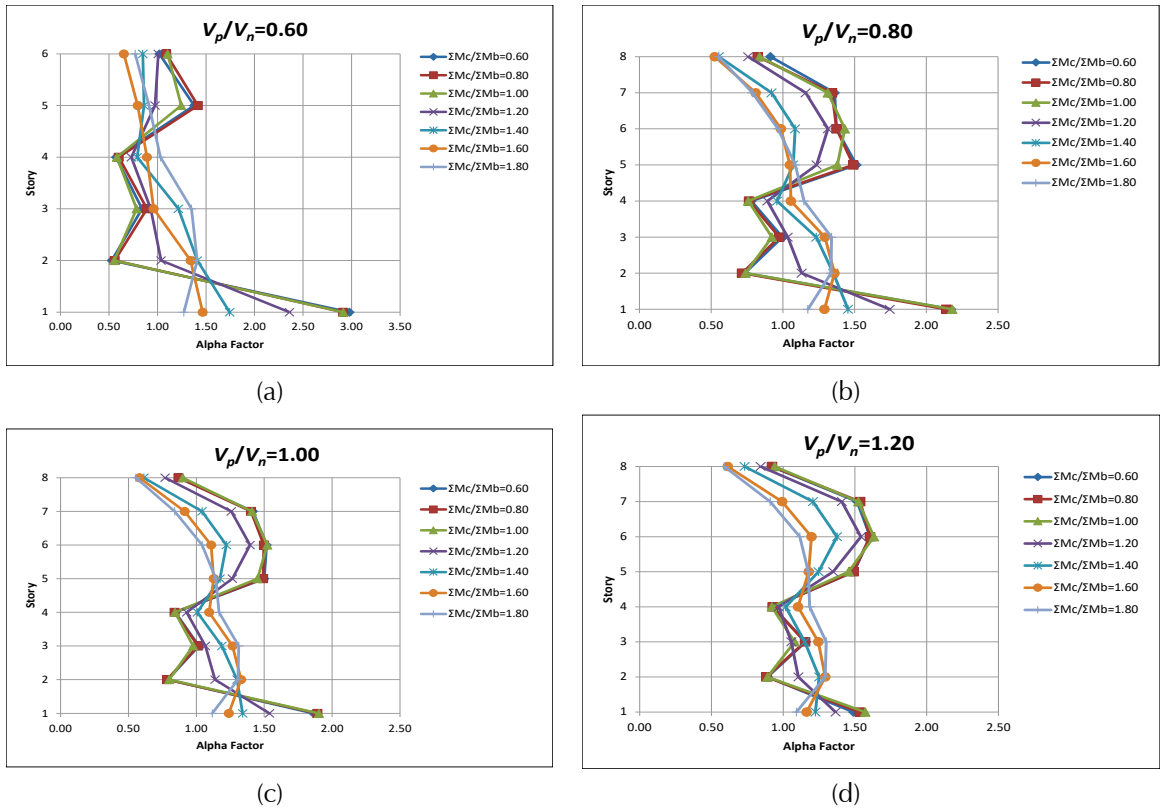 Vp/Vn=0.60
6
5
4
3
2
1
Story
0.00 0.50 1.00 1.50 2.00 2.50 3.00 3.50
Alpha Factor
ΣMc/ΣMb=0.60
ΣMc/ΣMb=0.80
ΣMc/ΣMb=1.00
ΣMc/ΣMb=1.20
ΣMc/ΣMb=1.40
ΣMc/ΣMb=1.60
ΣMc/ΣMb=1.80
(a)
Vp/Vn=0.80
8
7
6
5
4
3
2
1
Story
0.00 0.50 1.00 1.50 2.00 2.50
Alpha Factor
ΣMc/ΣMb=0.60
ΣMc/ΣMb=0.80
ΣMc/ΣMb=1.00
ΣMc/ΣMb=1.20
ΣMc/ΣMb=1.40
ΣMc/ΣMb=1.60
ΣMc/ΣMb=1.80
(b)
Vp/Vn=1.00
8
7
6
5
4
3
2
1
Story
0.00 0.50 1.00 1.50 2.00 2.50
Alpha Factor
ΣMc/ΣMb=0.60
ΣMc/ΣMb=0.80
ΣMc/ΣMb=1.00
ΣMc/ΣMb=1.20
ΣMc/ΣMb=1.40
ΣMc/ΣMb=1.60
ΣMc/ΣMb=1.80
(c)
Vp/Vn=1.20
8
7
6
5
4
3
2
1
Story
0.00 0.50 1.00 1.50 2.00 2.50
Alpha Factor
ΣMc/ΣMb=0.60
ΣMc/ΣMb=0.80
ΣMc/ΣMb=1.00
ΣMc/ΣMb=1.20
ΣMc/ΣMb=1.40
ΣMc/ΣMb=1.60
ΣMc/ΣMb=1.80
(d)